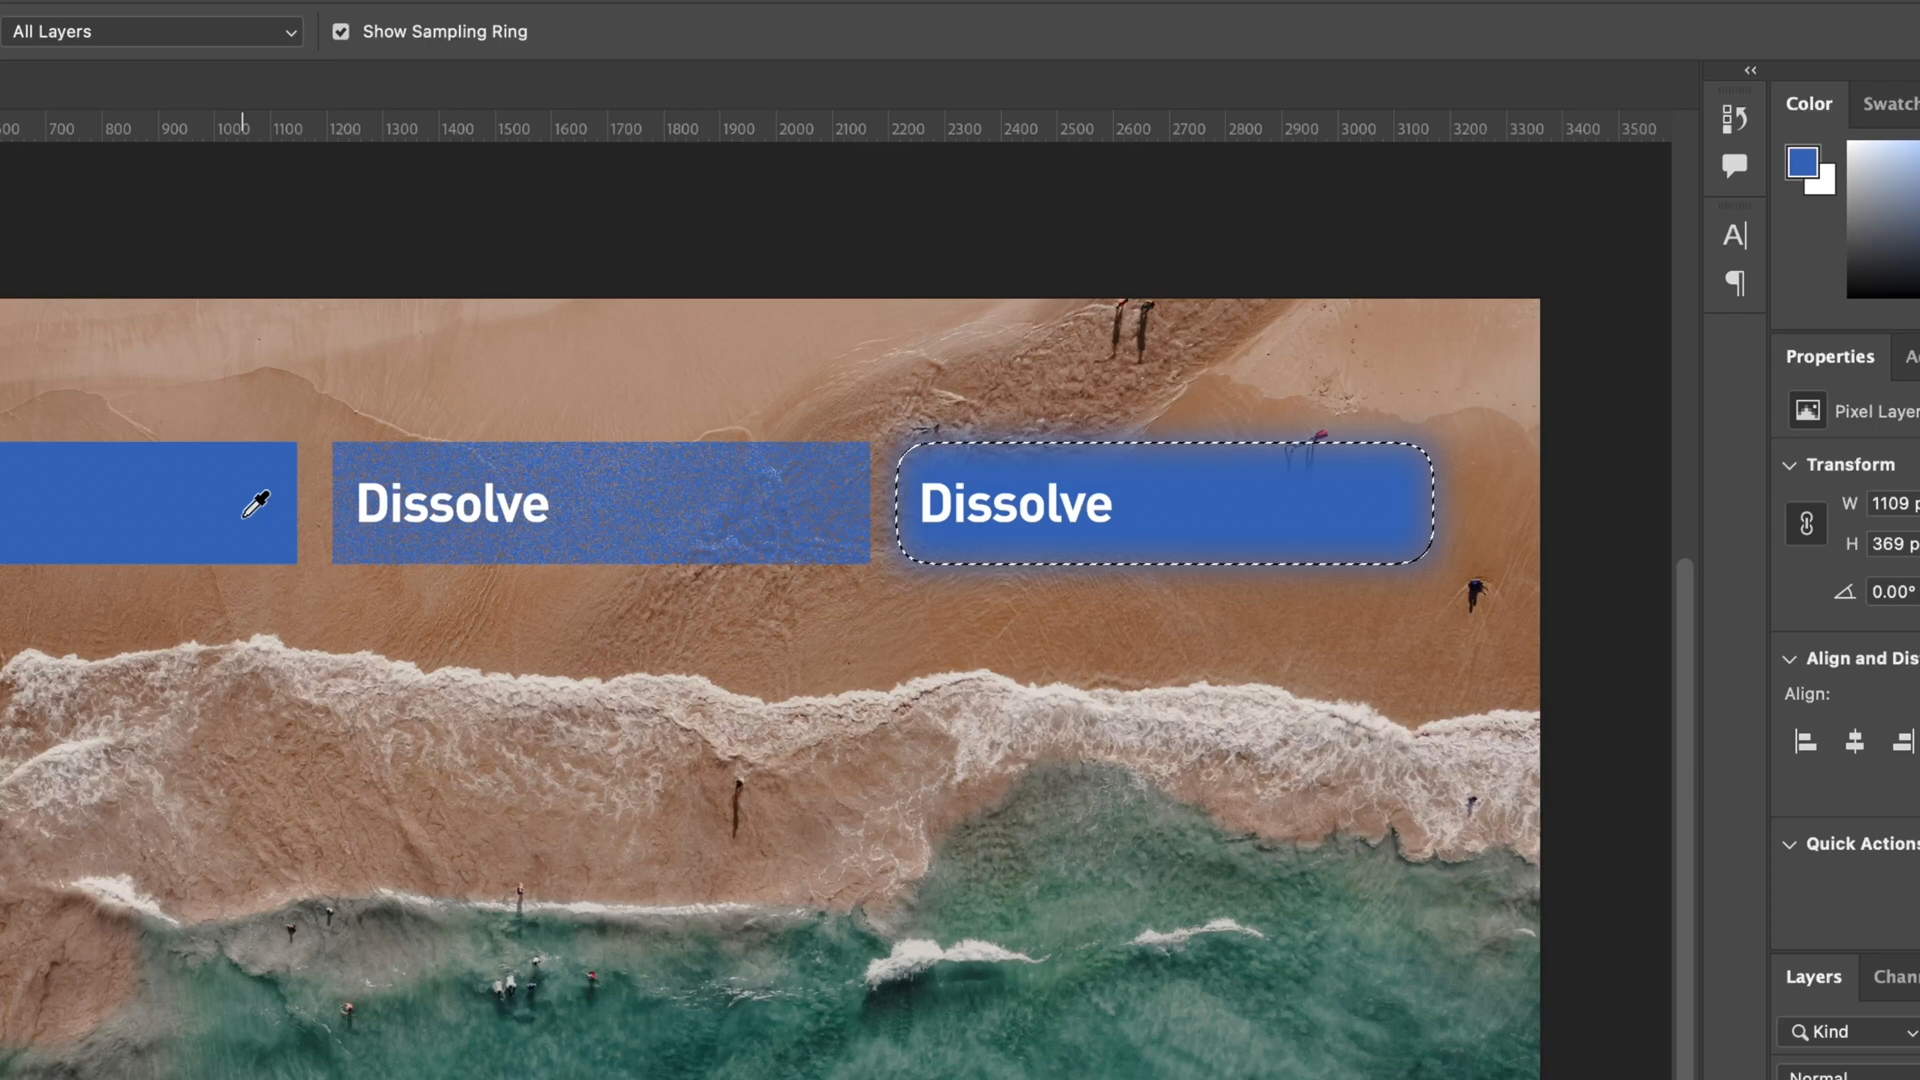 All Layers
Show Sampling Ring
700 800 900 1000 1100 1200 1300 1400 1500 1600 1700 1800 1900 2000 2100 2200 2300 2400 2500 2600 2700 2800 2900 3000 3100 3200 3300 3400 3500
Color
Properties
Transform
W 1109
H 369
0.00°
Align and
Align:
Quick Actions
Layers
Kind
Normal
Dissolve
Dissolve
Pixel Layer